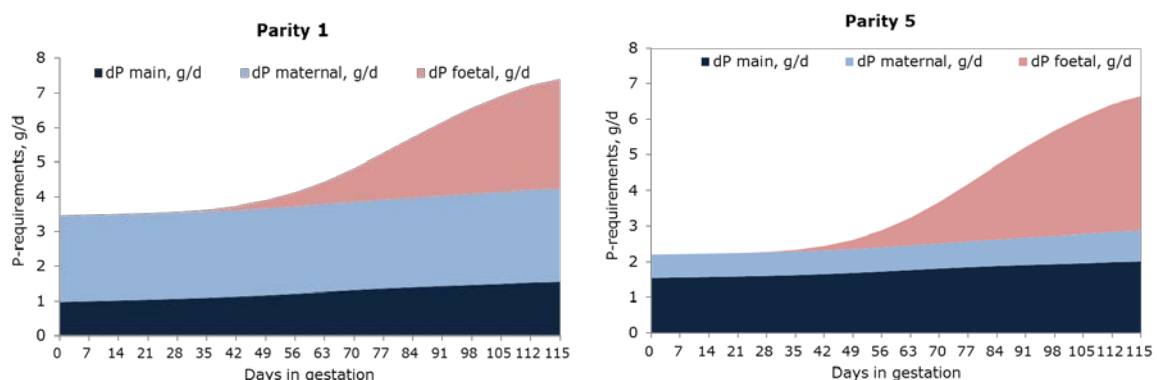 Parity 1
dP main, g/d dP maternal, g/d dP foetal, g/d
P-requirements, g/d
8
7
6
5
4
3
2
1
0
0 7 14 21 28 35 42 49 56 63 70 77 84 91 98 105 112 115
Days in gestation
Parity 5
dP main, g/d dP maternal, g/d dP foetal, g/d
P-requirements, g/d
8
7
6
5
4
3
2
1
0
0 7 14 21 28 35 42 49 56 63 70 77 84 91 98 105 112 115
Days in gestation